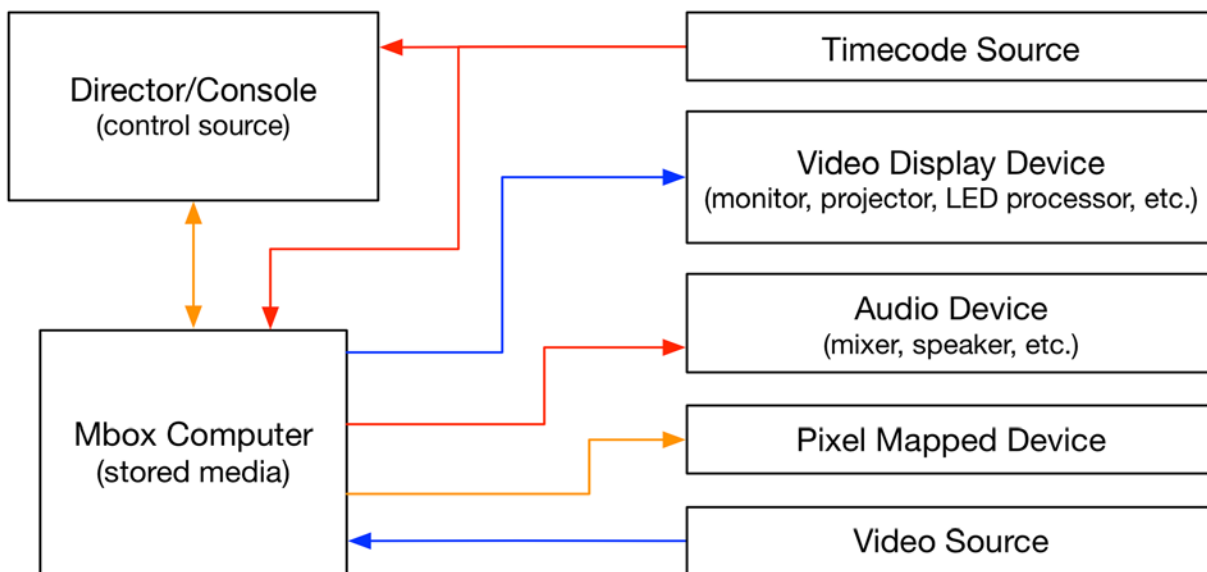 Director/Console
(control source)
Timecode Source
Video Display Device
(monitor, projector, LED processor, etc.)
Audio Device
(mixer, speaker, etc.)
Mbox Computer
(stored media)
Pixel Mapped Device
Video Source